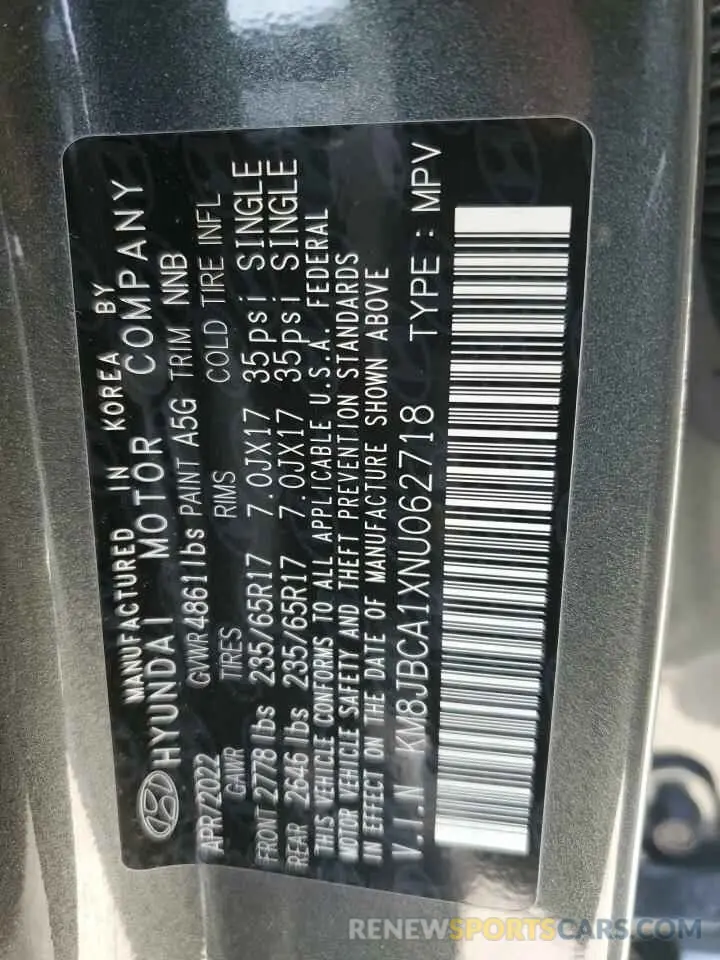 MANUFACTURED IN KOREA BY
HYUNDAI MOTOR COMPANY
APR/2022 GVWR 4861lbs PAINT A5G TRIM NNB
GAWR TIRES RIMS COLD TIRE INFL
FRONT 2778 lbs 235/65R17 7.0JX17 35psi SINGLE
REAR 2646 lbs 235/65R17 7.0JX17 35psi SINGLE
THIS VEHICLE CONFORMS TO ALL APPLICABLE U.S.A. FEDERAL
MOTOR VEHICLE SAFETY AND THEFT PREVENTION STANDARDS
IN EFFECT ON THE DATE OF MANUFACTURE SHOWN ABOVE
V.I.N KM8JBCA1XNU062718 TYPE : MPV
RENEWSPORTSCARS.COM